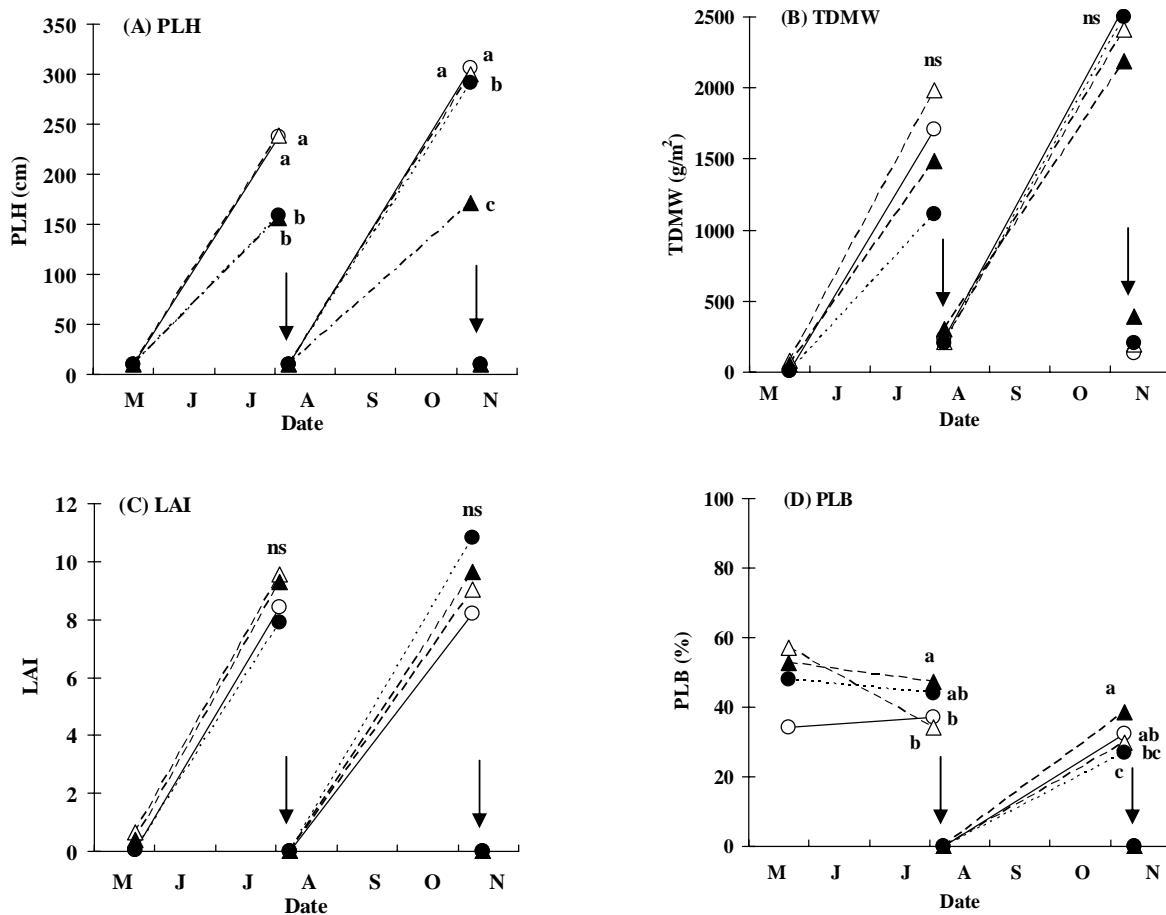 (A) PLH
PLH (cm)
350
300
250
200
150
100
50
0
a
a
b
b
a
a
b
c
M J J A S O N
Date
(B) TDMW
TDMW (g/m²)
2500
2000
1500
1000
500
0
ns
ns
M J J A S O N
Date
(C) LAI
LAI
12
10
8
6
4
2
0
ns
ns
M J J A S O N
Date
(D) PLB
PLB (%)
100
80
60
40
20
0
a
ab
b
b
a
ab
bc
c
M J J A S O N
Date